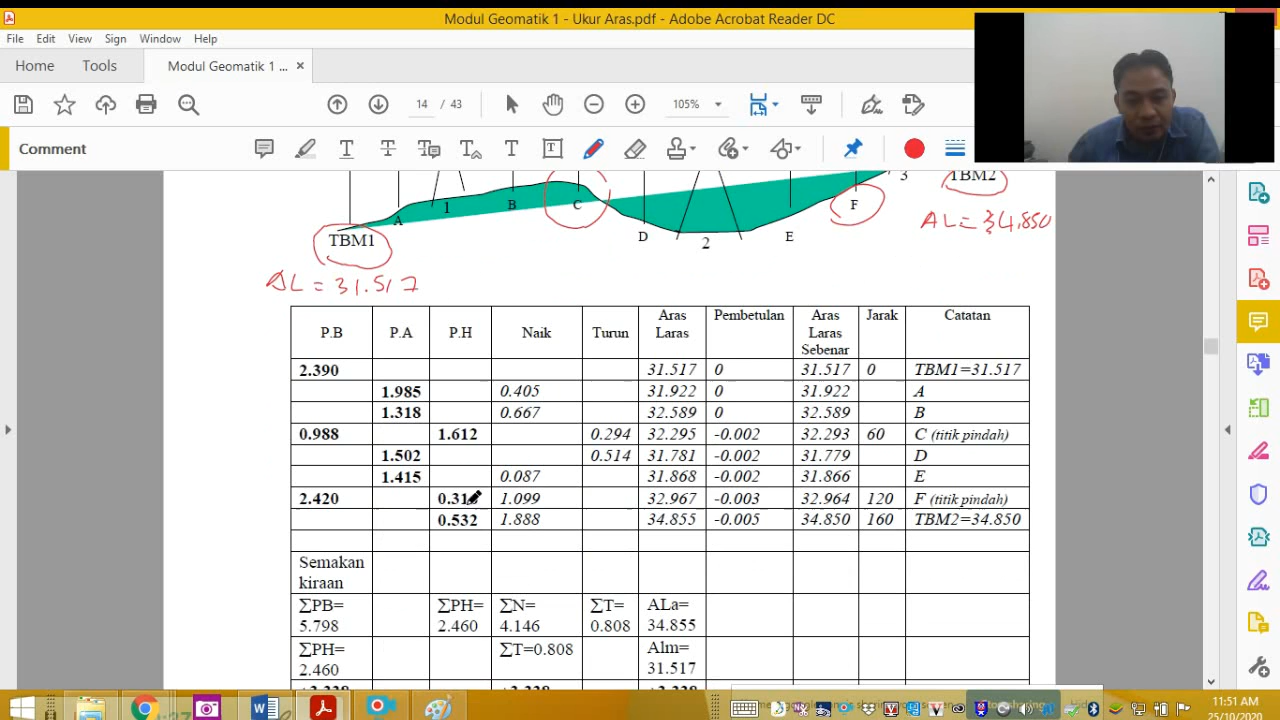 Modul Geomatik 1 - Ukur Aras.pdf - Adobe Acrobat Reader DC
File Edit View Sign Window Help
Home Tools Modul Geomatik 1 ... ×
14 / 43 105%
Comment
TBM1 A 1 B C D 2 E F 3 TBM2
AL = 34.850
AL = 31.517
P.B P.A P.H Naik Turun Aras Laras Pembetulan Aras Laras Sebenar Jarak Catatan
2.390 31.517 0 31.517 0 TBM1=31.517
1.985 0.405 31.922 0 31.922 A
1.318 0.667 32.589 0 32.589 B
0.988 1.612 0.294 32.295 -0.002 32.293 60 C (titik pindah)
1.502 0.514 31.781 -0.002 31.779 D
1.415 0.087 31.868 -0.002 31.866 E
2.420 0.31 1.099 32.967 -0.003 32.964 120 F (titik pindah)
0.532 1.888 34.855 -0.005 34.850 160 TBM2=34.850
Semakan
kiraan
∑PB= ∑PH= ∑N= ∑T= ALa=
5.798 2.460 4.146 0.808 34.855
∑PH= ∑T=0.808 Alm=
2.460 31.517
11:51 AM
25/10/2020